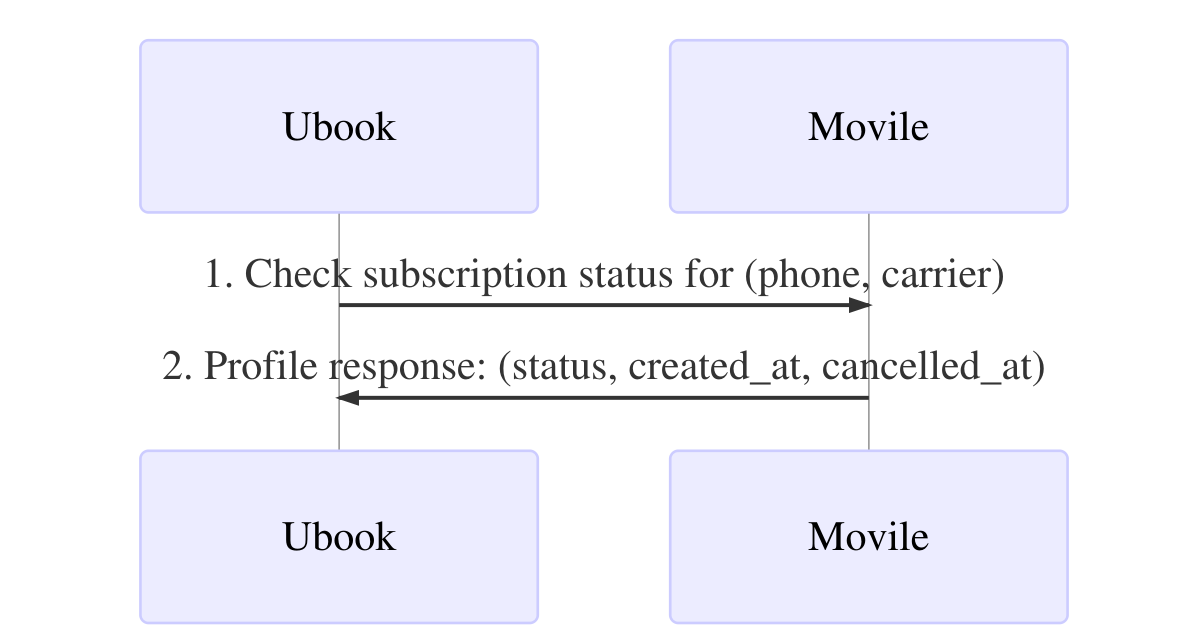 Ubook
Movile
1. Check subscription status for (phone, carrier)
2. Profile response: (status, created_at, cancelled_at)
Ubook
Movile